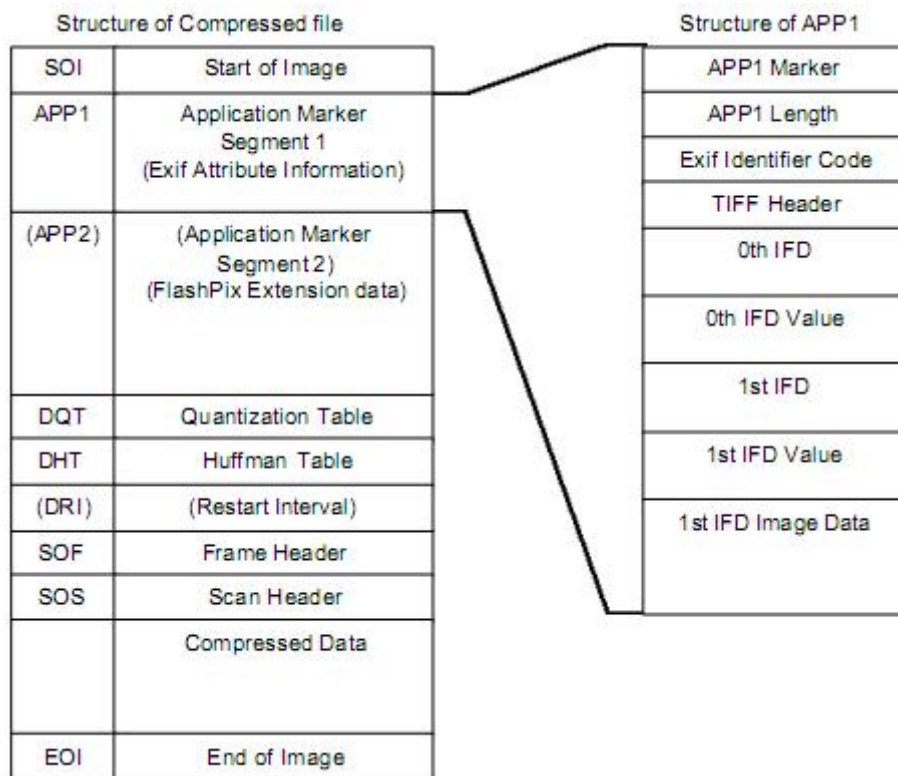 Structure of Compressed file
SOI Start of Image
APP1 Application Marker
Segment 1
(Exif Attribute Information)
(APP2) (Application Marker
Segment 2)
(FlashPix Extension data)
DQT Quantization Table
DHT Huffman Table
(DRI) (Restart Interval)
SOF Frame Header
SOS Scan Header
Compressed Data
EOI End of Image
Structure of APP1
APP1 Marker
APP1 Length
Exif Identifier Code
TIFF Header
0th IFD
0th IFD Value
1st IFD
1st IFD Value
1st IFD Image Data